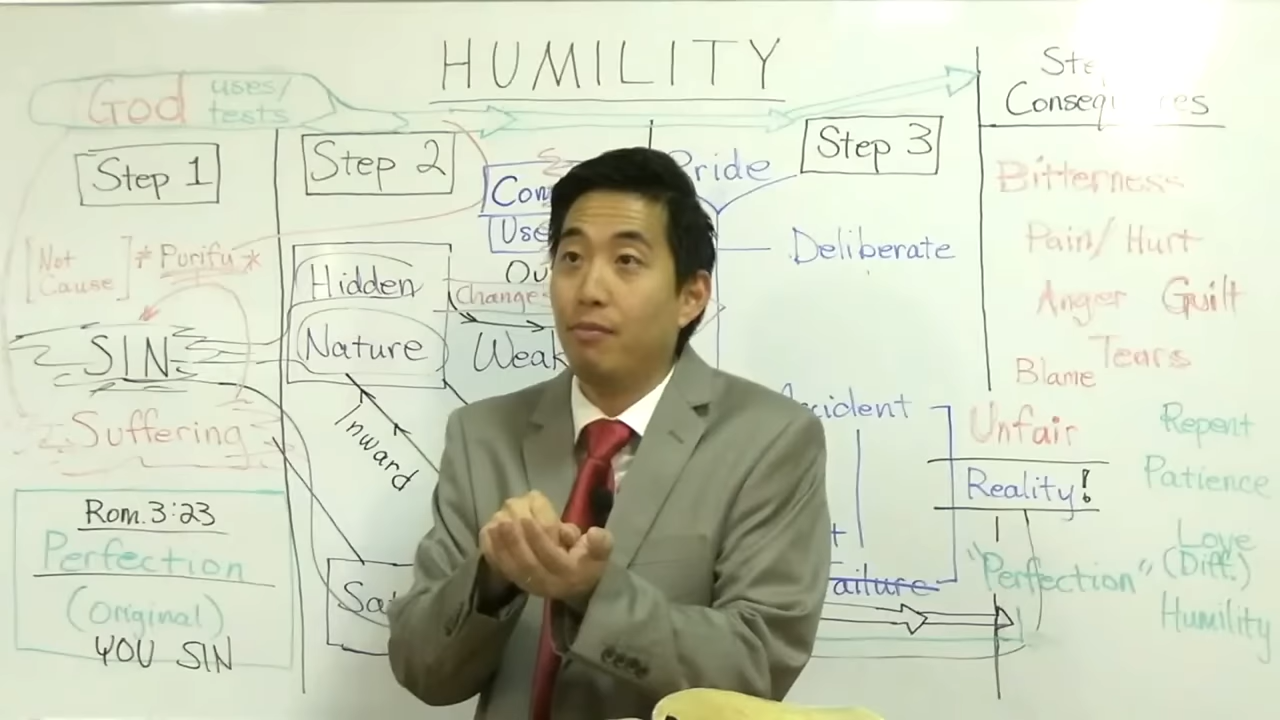 HUMILITY
God uses/
tests
Step 1
Step 2
Step 3
Pride
Deliberate
[Not
Cause]
* Purify *
SIN
Suffering
Rom. 3:23
Perfection
(Original)
YOU SIN
Hidden
Nature
Inward
Change
Weak
Bitterness
Pain/Hurt
Anger Guilt
Tears
Blame
Unfair
Reality!
"Perfection"
Repent
Patience
Love
(Diff.)
Humility